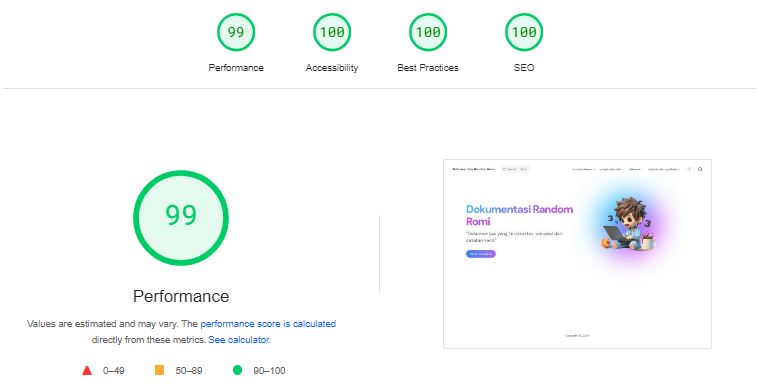 99
100
100
100
Performance
Accessibility
Best Practices
SEO
99
Performance
Values are estimated and may vary. The performance score is calculated
directly from these metrics. See calculator.
0–49
50–89
90–100
Dokumentasi Random
Romi